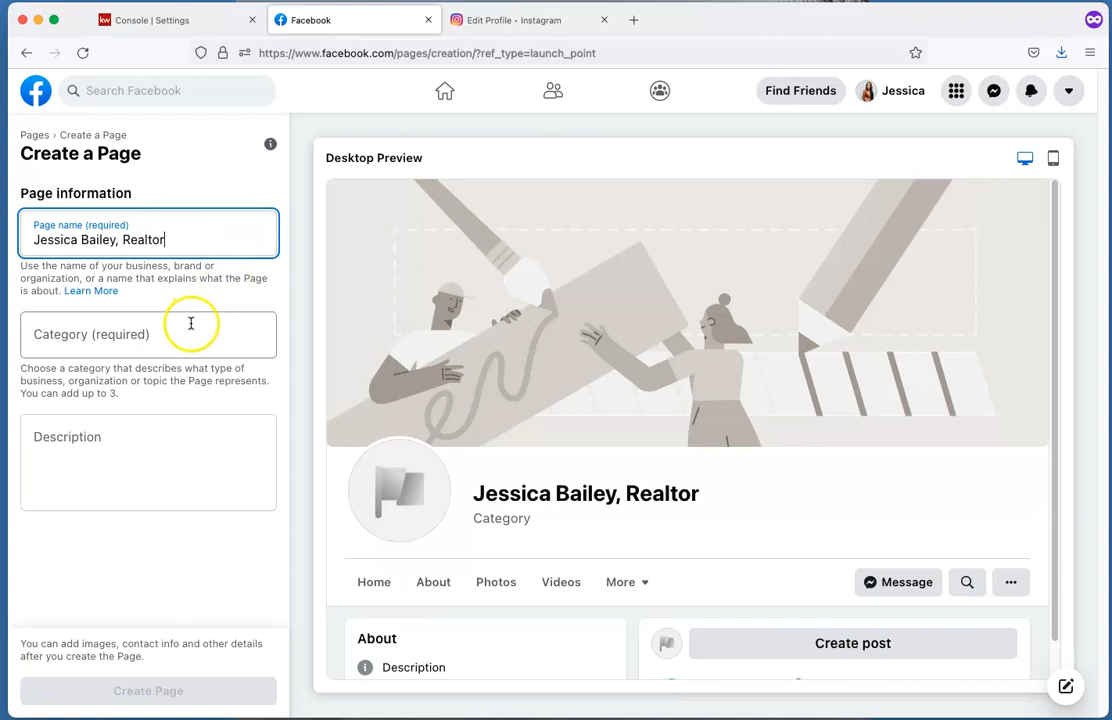 kw Console | Settings
Facebook
Edit Profile • Instagram
https://www.facebook.com/pages/creation/?ref_type=launch_point
Search Facebook
Find Friends
Jessica
Pages › Create a Page
Create a Page
Page information
Page name (required)
Jessica Bailey, Realtor
Use the name of your business, brand or
organization, or a name that explains what the Page
is about. Learn More
Category (required)
Choose a category that describes what type of
business, organization or topic the Page represents.
You can add up to 3.
Description
You can add images, contact info and other details
after you create the Page.
Create Page
Desktop Preview
Jessica Bailey, Realtor
Category
Home About Photos Videos More
Message
About
Description
Create post